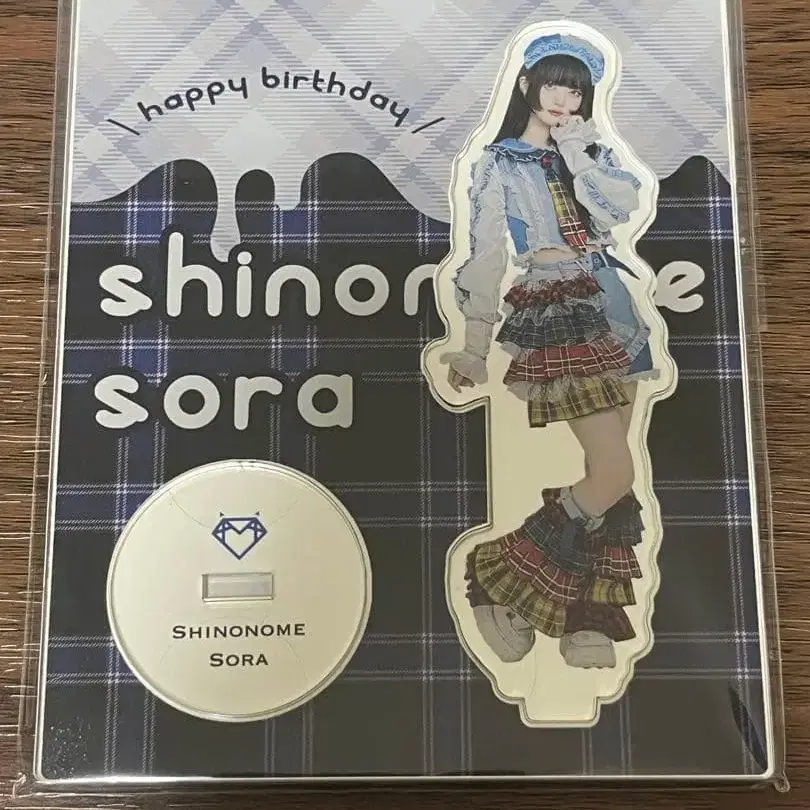 \ happy birthday /
shinonome
sora
SHINONOME
SORA